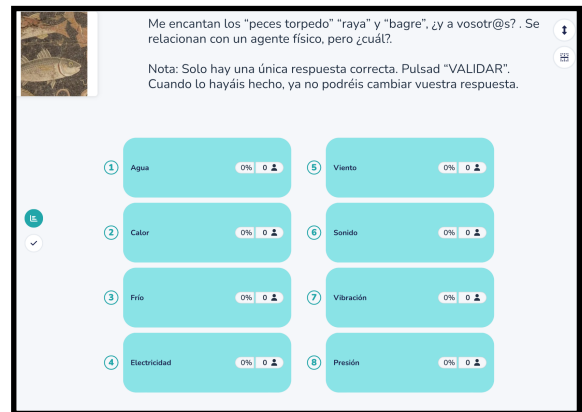 Me encantan los “peces torpedo” “raya” y “bagre”, ¿y a vosotr@s? . Se
relacionan con un agente físico, pero ¿cuál?.
Nota: Solo hay una única respuesta correcta. Pulsad “VALIDAR”.
Cuando lo hayáis hecho, ya no podréis cambiar vuestra respuesta.
1 Agua 0% 0
5 Viento 0% 0
2 Calor 0% 0
6 Sonido 0% 0
3 Frío 0% 0
7 Vibración 0% 0
4 Electricidad 0% 0
8 Presión 0% 0